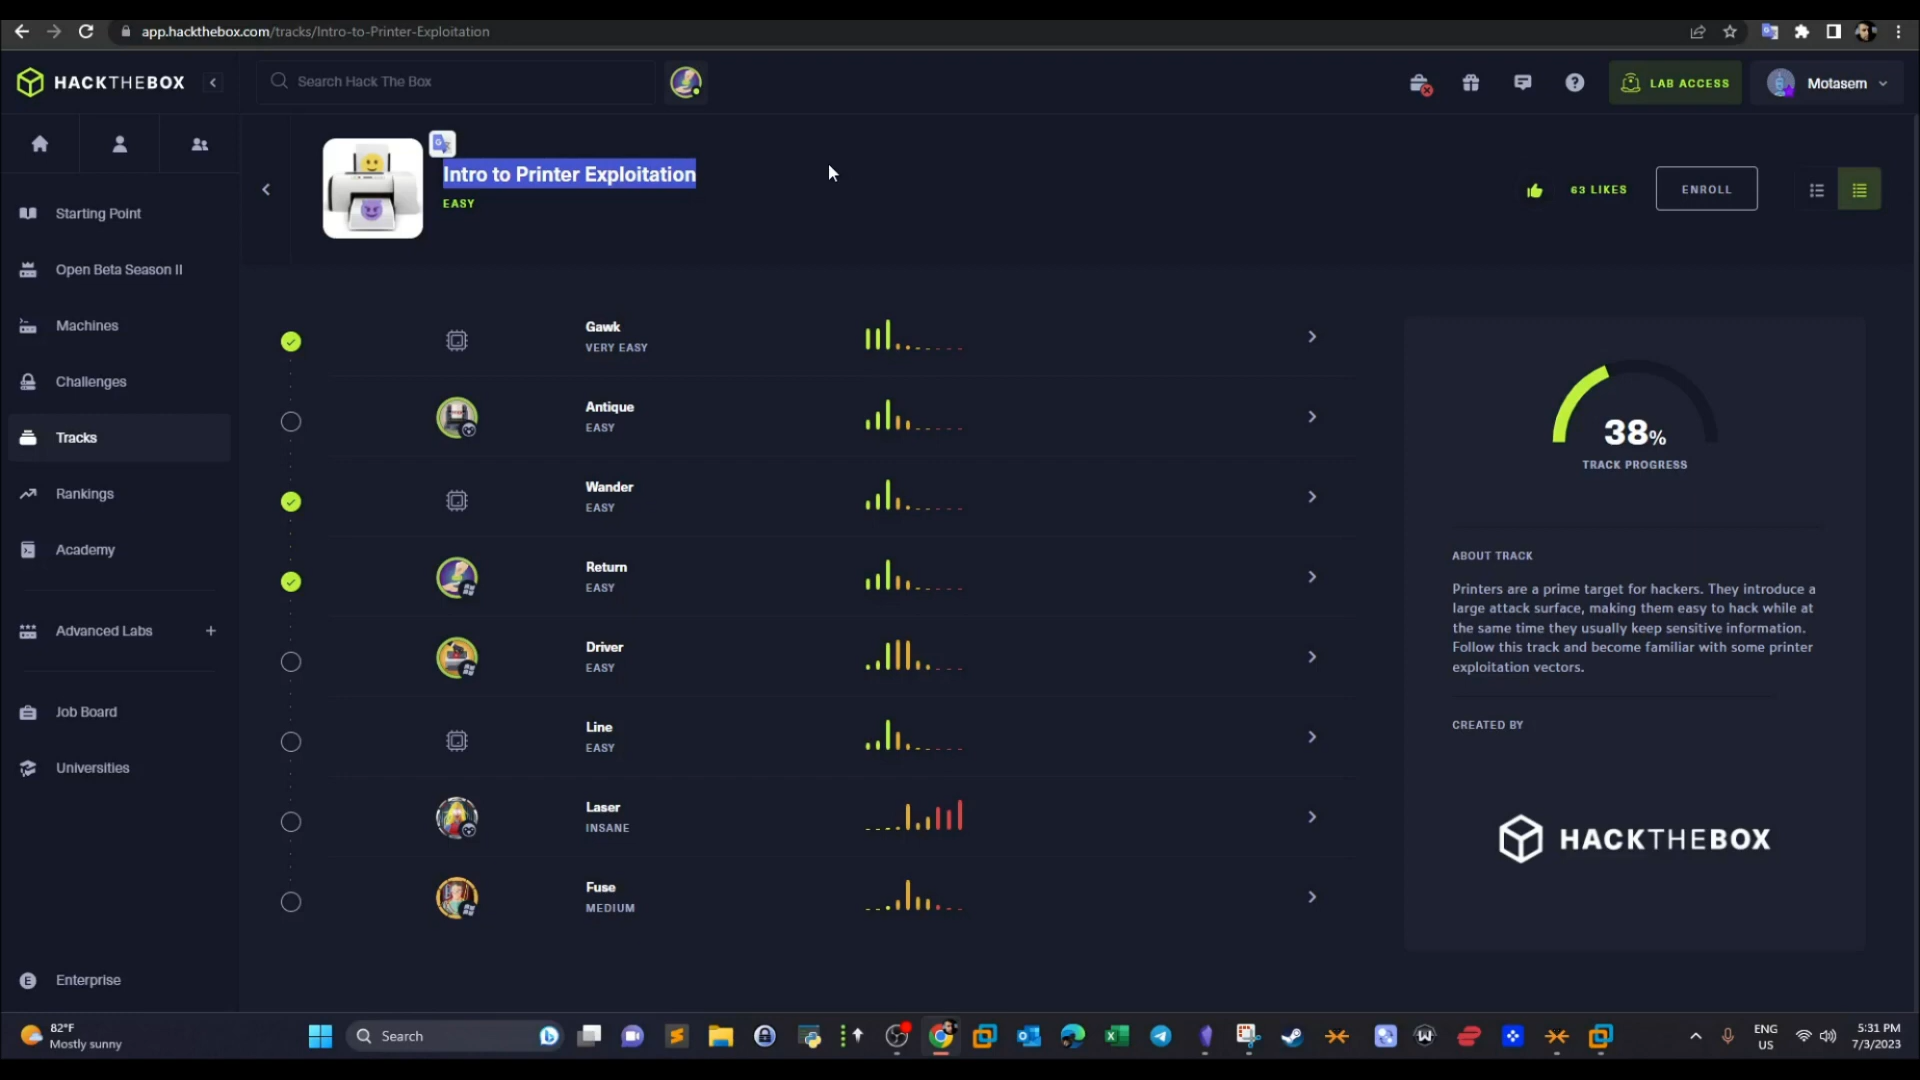 app.hackthebox.com/tracks/Intro-to-Printer-Exploitation
HACKTHEBOX
Search Hack The Box
LAB ACCESS
Motasem
Intro to Printer Exploitation
EASY
63 LIKES
ENROLL
Starting Point
Open Beta Season II
Machines
Challenges
Tracks
Rankings
Academy
Advanced Labs
Job Board
Universities
Enterprise
Gawk
VERY EASY
Antique
EASY
Wander
EASY
Return
EASY
Driver
EASY
Line
EASY
Laser
INSANE
Fuse
MEDIUM
38%
TRACK PROGRESS
ABOUT TRACK
Printers are a prime target for hackers. They introduce a
large attack surface, making them easy to hack while at
the same time they usually keep sensitive information.
Follow this track and become familiar with some printer
exploitation vectors.
CREATED BY
HACKTHEBOX
82°F
Mostly sunny
Search
ENG
US
5:31 PM
7/3/2023